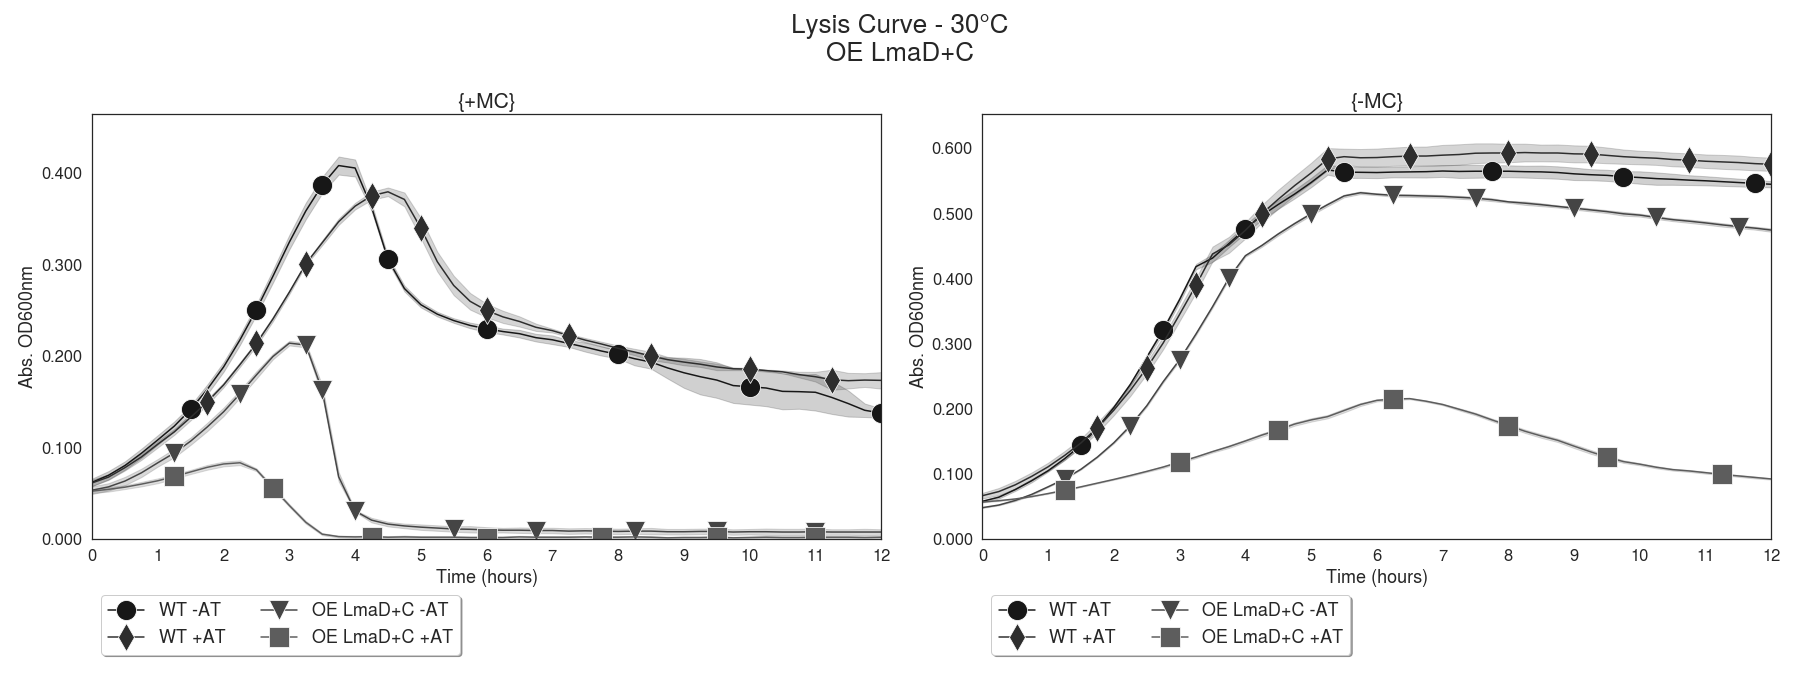 Lysis Curve - 30°C
OE LmaD+C
{+MC}
Abs. OD600nm
0.400
0.300
0.200
0.100
0.000
0 1 2 3 4 5 6 7 8 9 10 11 12
Time (hours)
WT -AT
WT +AT
OE LmaD+C -AT
OE LmaD+C +AT
{-MC}
Abs. OD600nm
0.600
0.500
0.400
0.300
0.200
0.100
0.000
0 1 2 3 4 5 6 7 8 9 10 11 12
Time (hours)
WT -AT
WT +AT
OE LmaD+C -AT
OE LmaD+C +AT